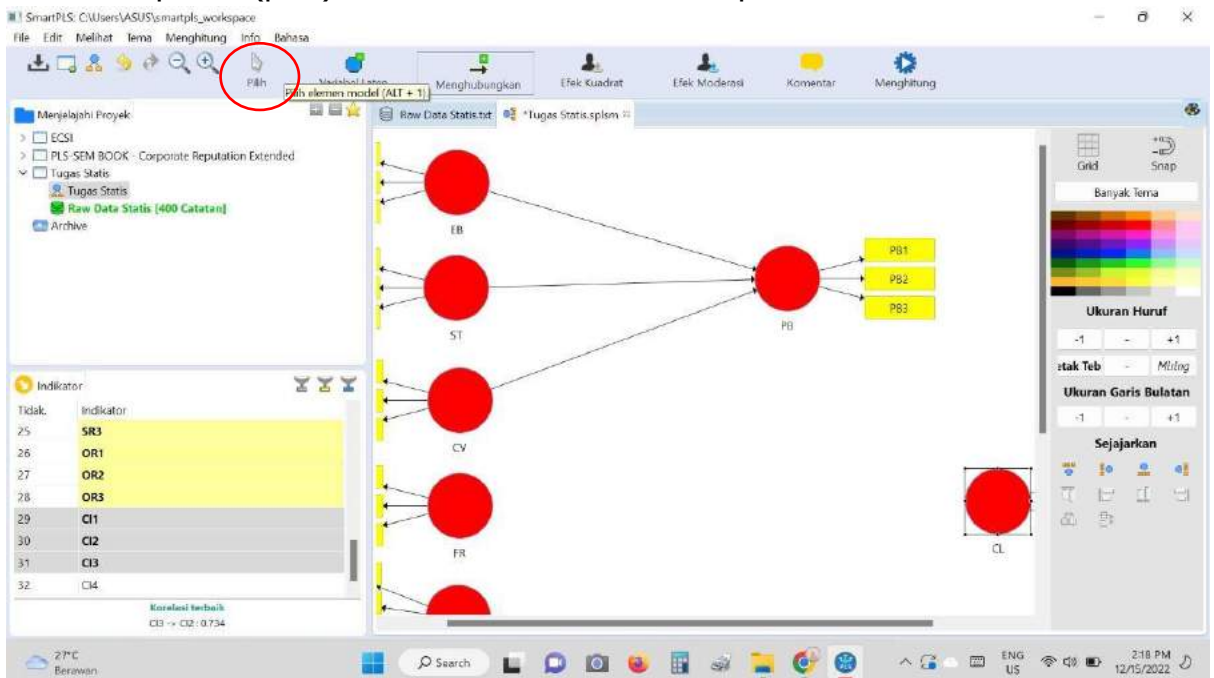 SmartPLS: C:\Users\ASUS\smartpls_workspace
File Edit Melihat Tema Menghitung Info Bahasa
Pilih
Menghubungkan
Efek Kuadrat
Efek Moderasi
Komentar
Menghitung
Pilih elemen model (ALT + 1)
Menjelajahi Proyek
Raw Data Statis.txt
*Tugas Statis.splsm
ECSI
PLS-SEM BOOK - Corporate Reputation Extended
Tugas Statis
Tugas Statis
Raw Data Statis [400 Catatan]
Archive
Indikator
Tidak. Indikator
25 SR3
26 OR1
27 OR2
28 OR3
29 CI1
30 CI2
31 CI3
32 CI4
Korelasi terbaik
CI3 -> CI2 : 0.734
EB
ST
CV
FR
PB
PB1
PB2
PB3
CL
Grid Snap
Banyak Tema
Ukuran Huruf
-1 - +1
etak Teb - Miring
Ukuran Garis Bulatan
-1 - +1
Sejajarkan
27°C
Berawan
Search
ENG
US
2:18 PM
12/15/2022